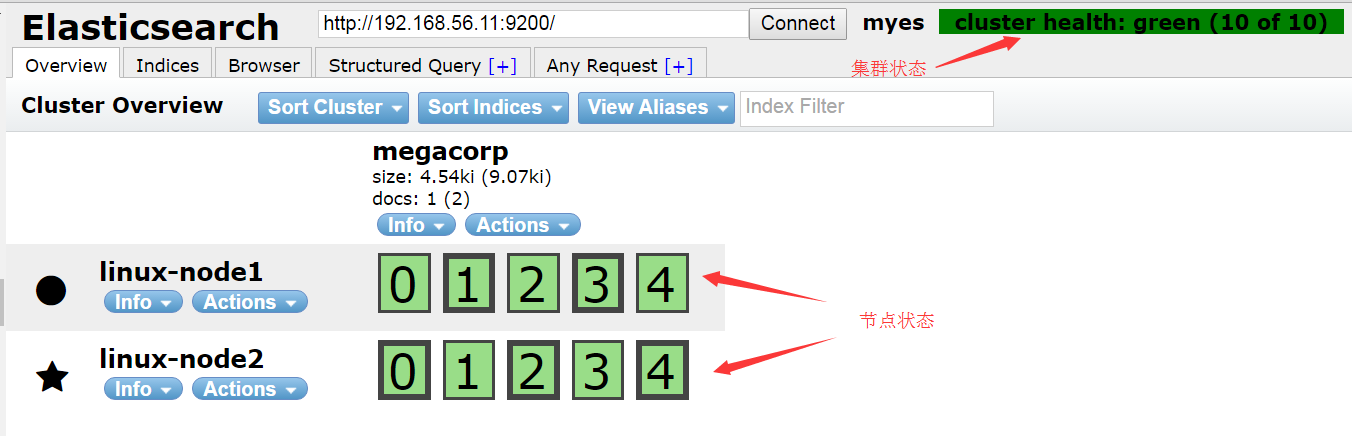 Elasticsearch
http://192.168.56.11:9200/
Connect
myes
cluster health: green (10 of 10)
Overview
Indices
Browser
Structured Query [+]
Any Request [+]
集群状态
Cluster Overview
Sort Cluster
Sort Indices
View Aliases
Index Filter
megacorp
size: 4.54ki (9.07ki)
docs: 1 (2)
Info
Actions
linux-node1
Info
Actions
0 1 2 3 4
节点状态
linux-node2
Info
Actions
0 1 2 3 4